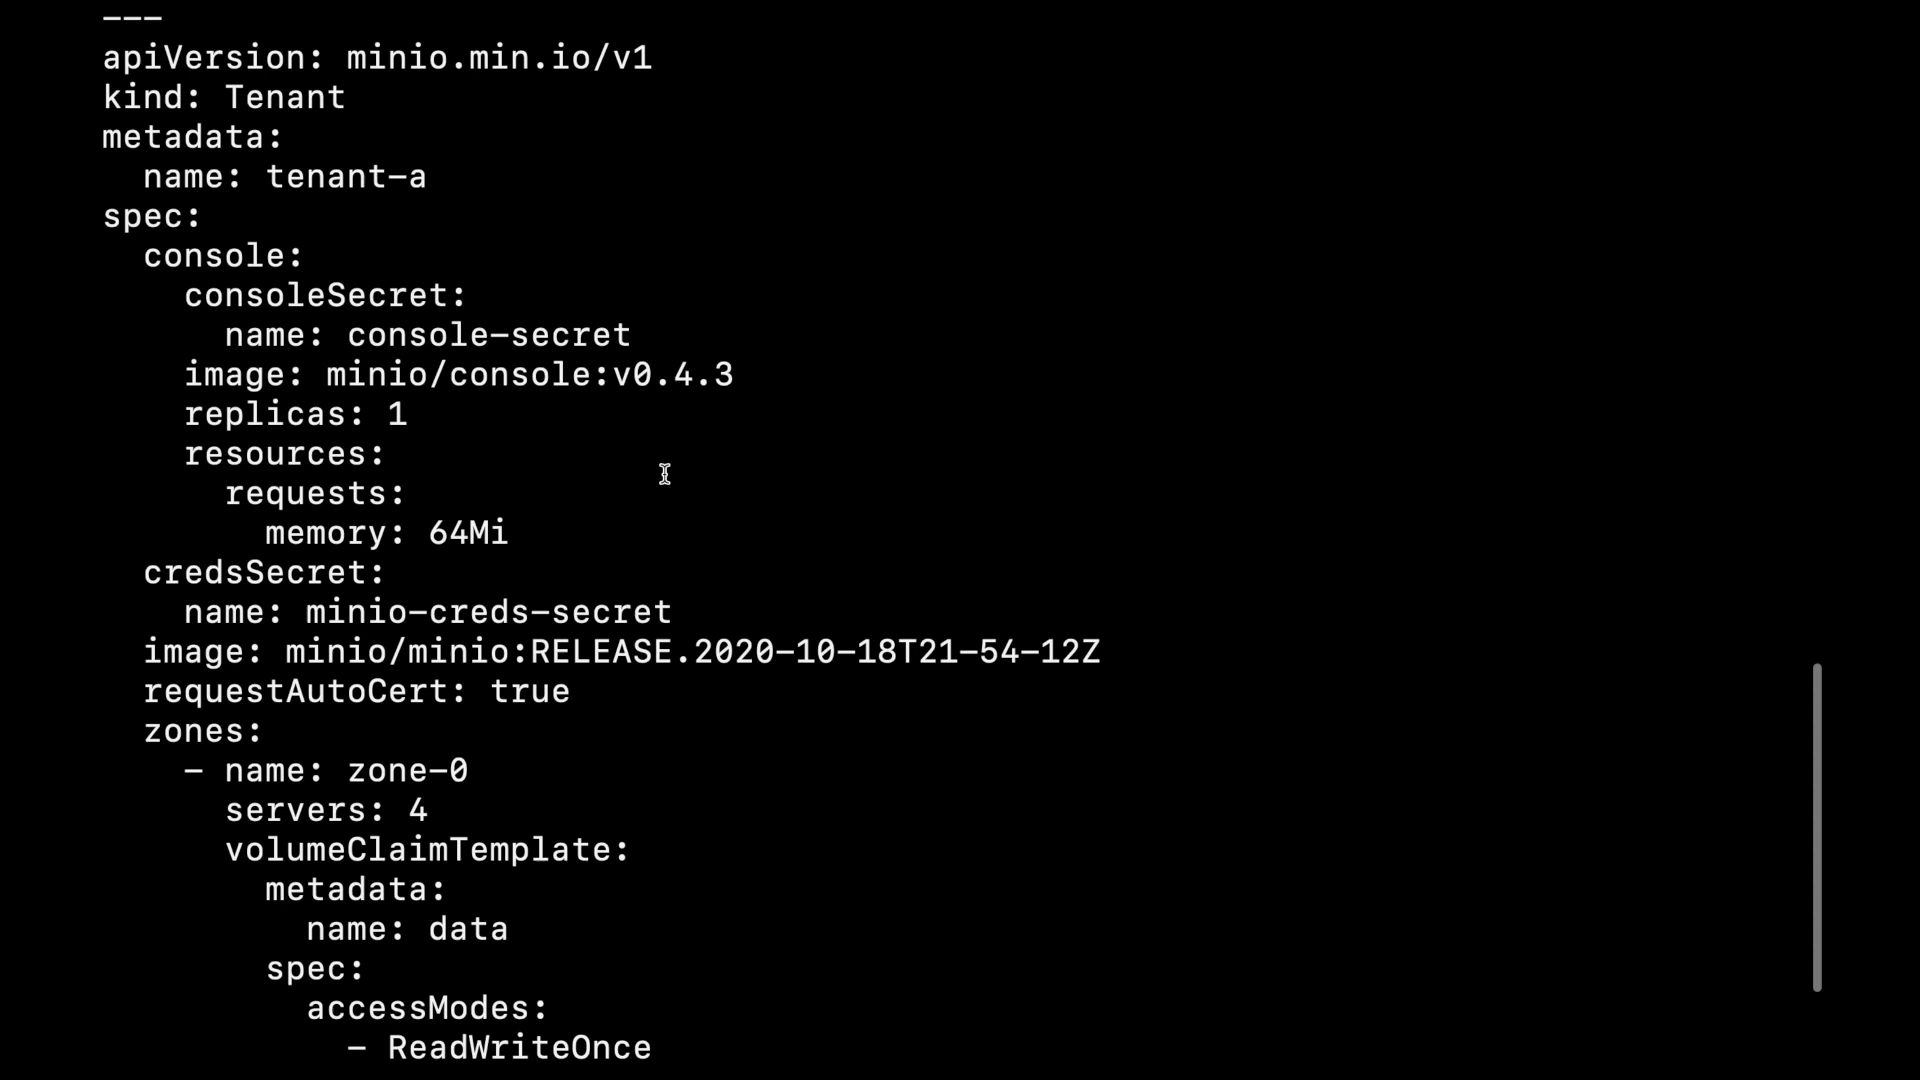 ---
apiVersion: minio.min.io/v1
kind: Tenant
metadata:
  name: tenant-a
spec:
  console:
    consoleSecret:
      name: console-secret
    image: minio/console:v0.4.3
    replicas: 1
    resources:
      requests:
        memory: 64Mi
  credsSecret:
    name: minio-creds-secret
  image: minio/minio:RELEASE.2020-10-18T21-54-12Z
  requestAutoCert: true
  zones:
    - name: zone-0
      servers: 4
      volumeClaimTemplate:
        metadata:
          name: data
        spec:
          accessModes:
            - ReadWriteOnce